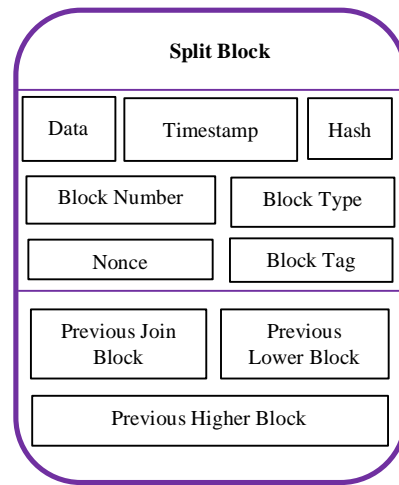 Split Block
Data
Timestamp
Hash
Block Number
Block Type
Nonce
Block Tag
Previous Join
Block
Previous
Lower Block
Previous Higher Block